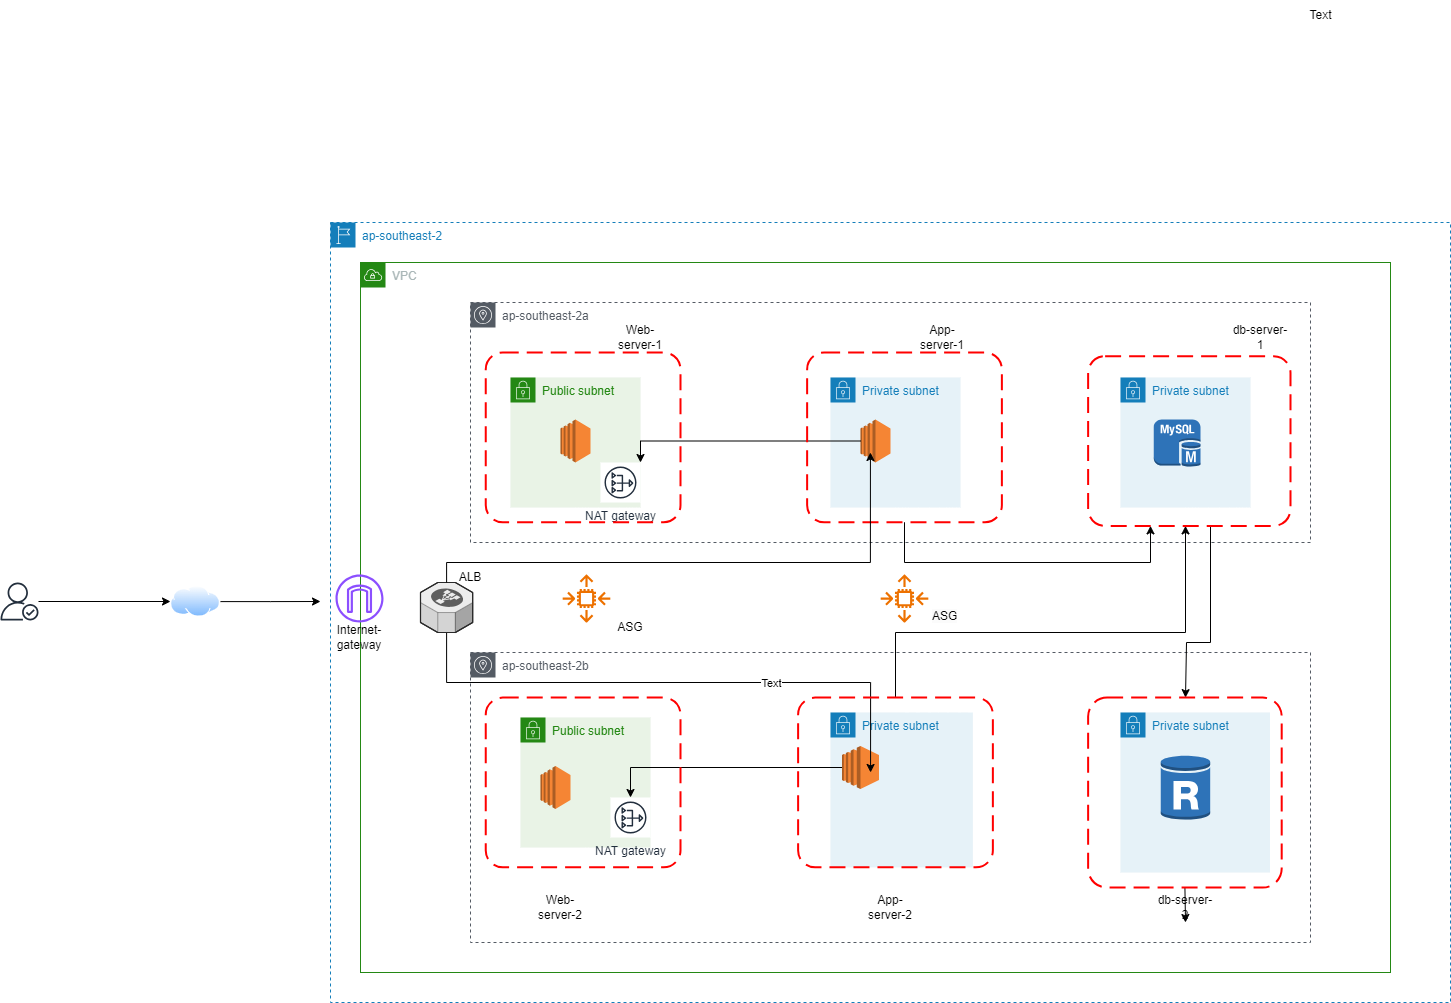 Text
ap-southeast-2
VPC
ap-southeast-2a
Web-
server-1
App-
server-1
db-server-
1
Public subnet
Private subnet
Private subnet
MySQL
M
NAT gateway
ALB
Internet-
gateway
ASG
ASG
ap-southeast-2b
Text
Public subnet
Private subnet
Private subnet
R
NAT gateway
Web-
server-2
App-
server-2
db-server-
2